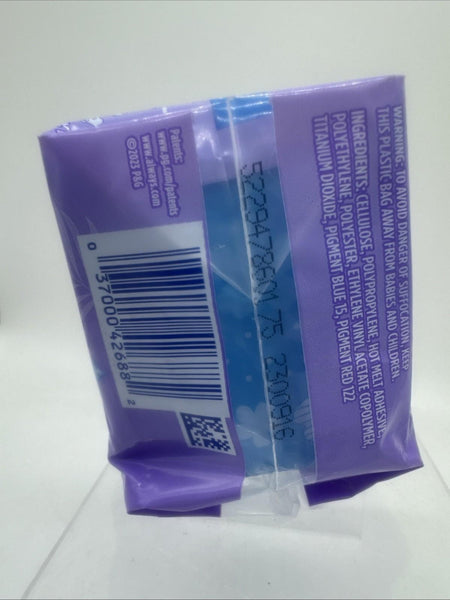 WARNING: TO AVOID DANGER OF SUFFOCATION, KEEP
THIS PLASTIC BAG AWAY FROM BABIES AND CHILDREN.
INGREDIENTS: CELLULOSE, POLYPROPYLENE, HOT MELT ADHESIVE,
POLYETHYLENE, POLYESTER, ETHYLENE VINYL ACETATE COPOLYMER,
TITANIUM DIOXIDE, PIGMENT BLUE 15, PIGMENT RED 122
5229478601 75 2300916
Patents:
www.pg.com/patents
www.always.com
©2023 P&G
0 37000 42688 2